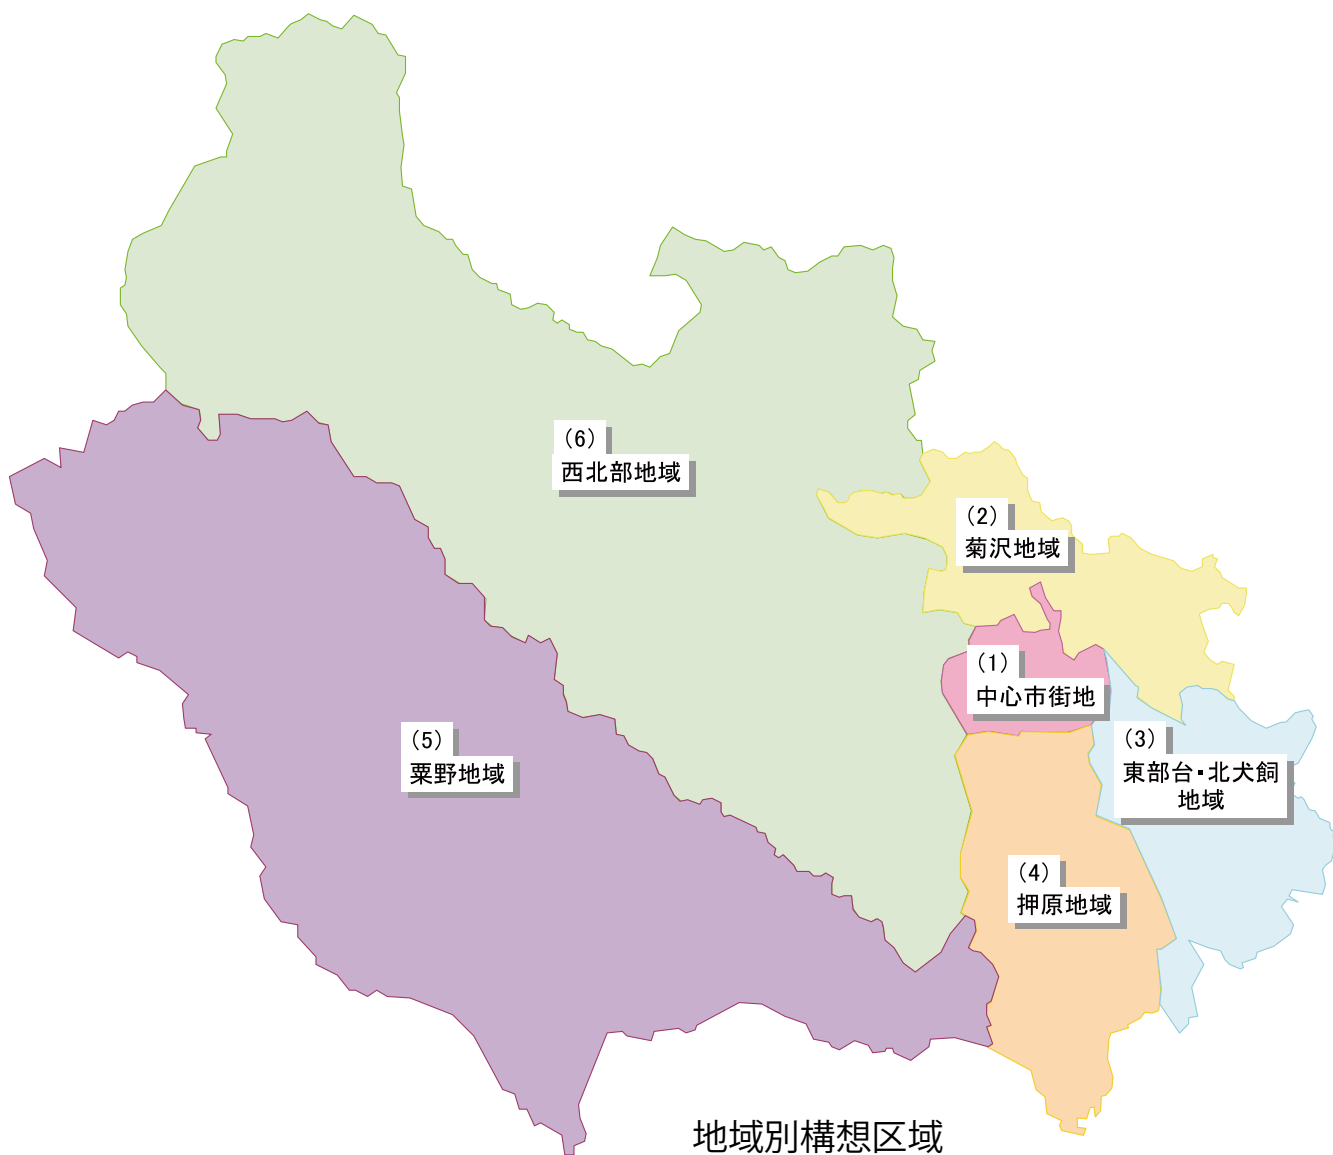 (6)
西北部地域
(2)
菊沢地域
(1)
中心市街地
(5)
粟野地域
(3)
東部台・北犬飼
地域
(4)
押原地域
地域別構想区域